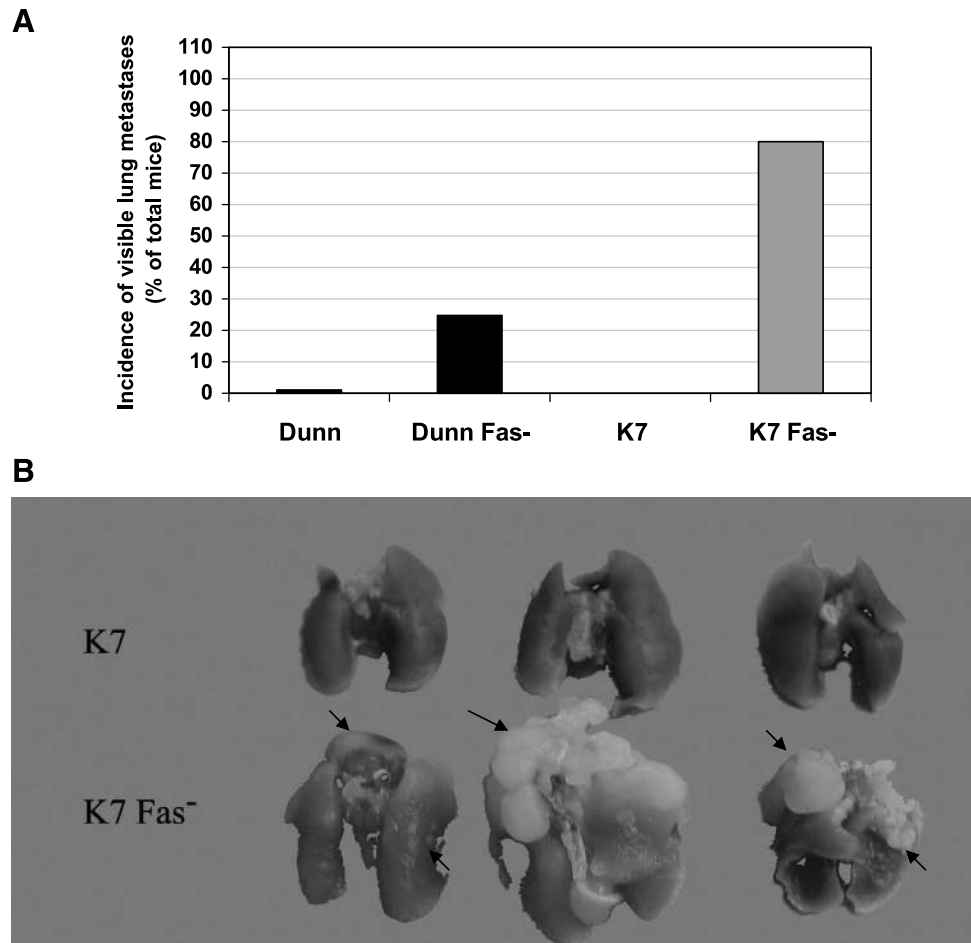 A
Incidence of visible lung metastases
(% of total mice)
110
100
90
80
70
60
50
40
30
20
10
0
Dunn Dunn Fas- K7 K7 Fas-
B
K7
K7 Fas⁻